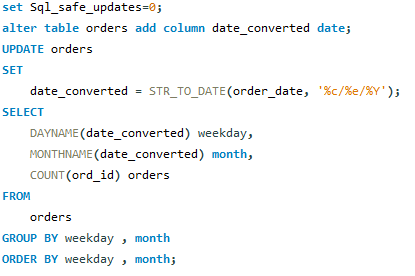 set Sql_safe_updates=0;
alter table orders add column date_converted date;
UPDATE orders
SET
date_converted = STR_TO_DATE(order_date, '%c/%e/%Y');
SELECT
DAYNAME(date_converted) weekday,
MONTHNAME(date_converted) month,
COUNT(ord_id) orders
FROM
orders
GROUP BY weekday , month
ORDER BY weekday , month;